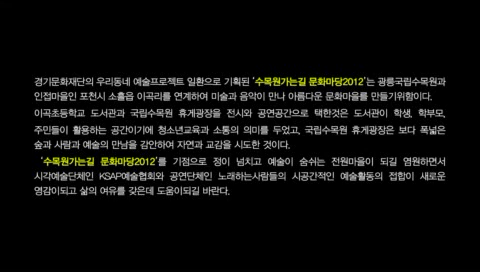 경기문화재단의 우리동네 예술프로젝트 일환으로 기획된 '수목원가는길 문화마당2012'는 광릉국립수목원과
인접마을인 포천시 소흘읍 이곡리를 연계하여 미술과 음악이 만나 아름다운 문화마을을 만들기위함이다.
이곡초등학교 도서관과 국립수목원 휴게광장을 전시와 공연공간으로 택한것은 도서관이 학생, 학부모,
주민들이 활용하는 공간이기에 청소년교육과 소통의 의미를 두었고, 국립수목원 휴게광장은 보다 폭넓은
숲과 사람과 예술의 만남을 감안하여 자연과 교감을 시도한 것이다.
'수목원가는길 문화마당2012'를 기점으로 정이 넘치고 예술이 숨쉬는 전원마을이 되길 염원하면서
시각예술단체인 KSAP예술협회와 공연단체인 노래하는사람들의 시공간적인 예술활동의 접합이 새로운
영감이되고 삶의 여유를 갖은데 도움이되길 바란다.